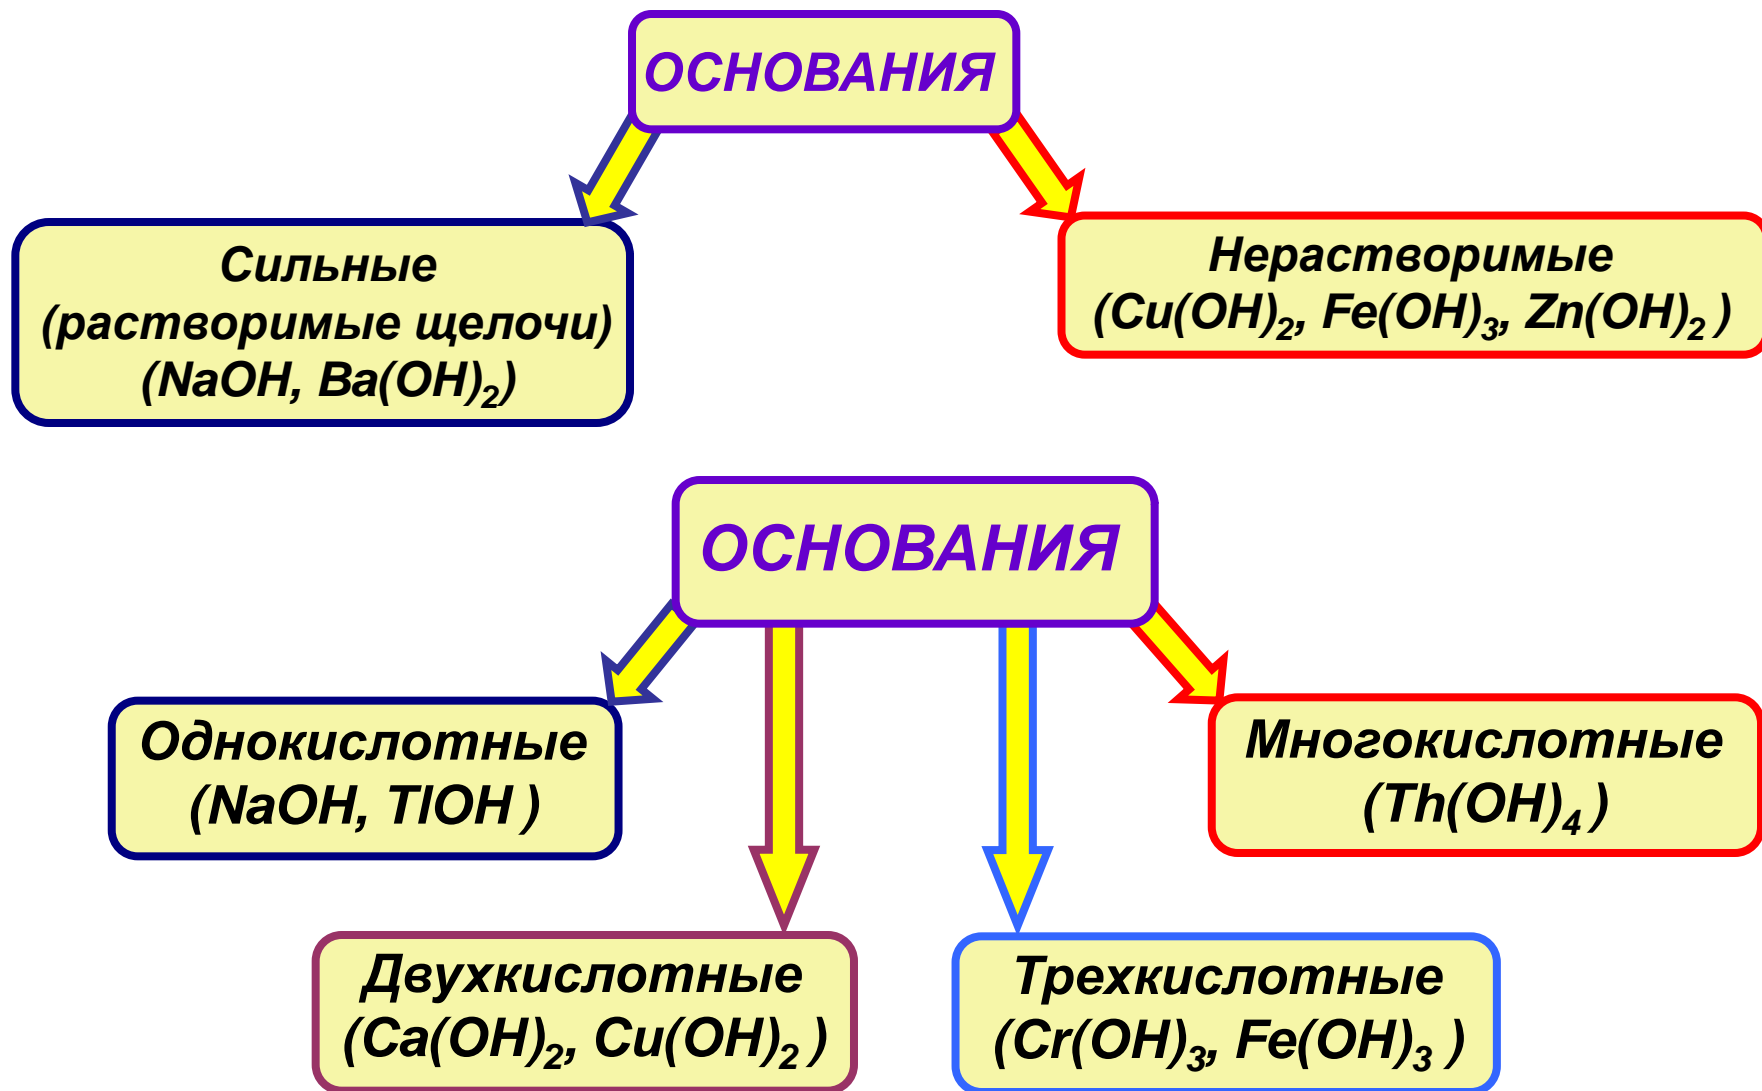 ОСНОВАНИЯ
Сильные
(растворимые щелочи)
(NaOH, Ba(OH)₂)
Нерастворимые
(Cu(OH)₂, Fe(OH)₃, Zn(OH)₂ )
ОСНОВАНИЯ
Однокислотные
(NaOH, TlOH )
Многокислотные
(Th(OH)₄ )
Двухкислотные
(Ca(OH)₂, Cu(OH)₂ )
Трехкислотные
(Cr(OH)₃, Fe(OH)₃ )